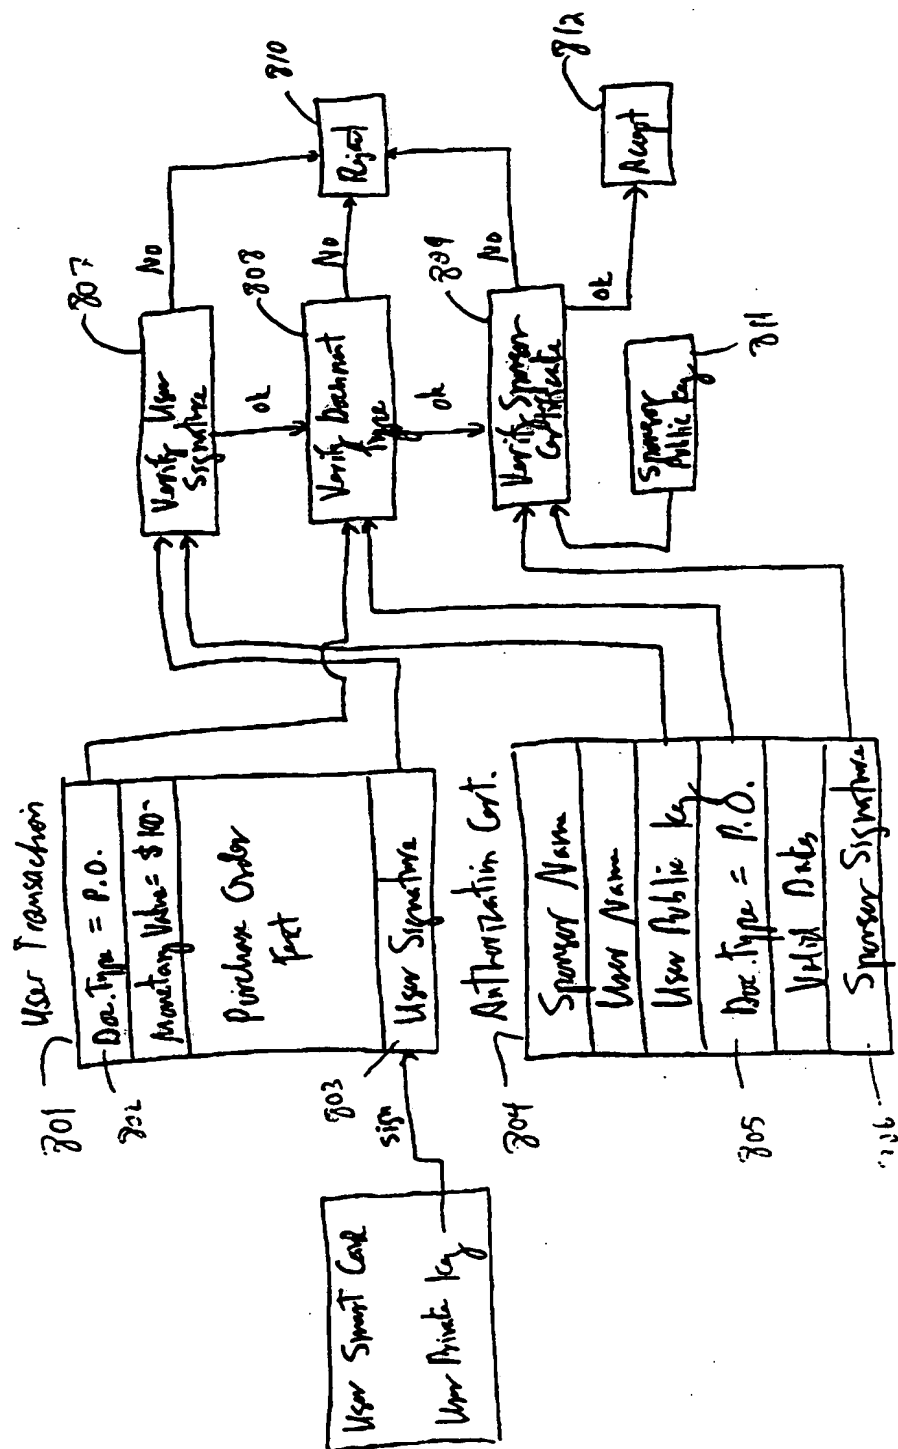 User Smart Card
User Private Key
sign
801
User Transaction
802
Doc. Type = P.O.
Monetary Value = $
Purchase Order
Text
803
User Signature
804
Authorization Cert.
Sponsor Name
User Name
User Public Key
805
Doc. Type = P.O.
Valid Dates
Sponsor Signature
807
Verify User
Signature
No
OK
808
Verify Document
Type
No
OK
809
Verify Sponsor
Certificate
No
OK
810
Reject
Sponsor
Public Key
811
812
Accept